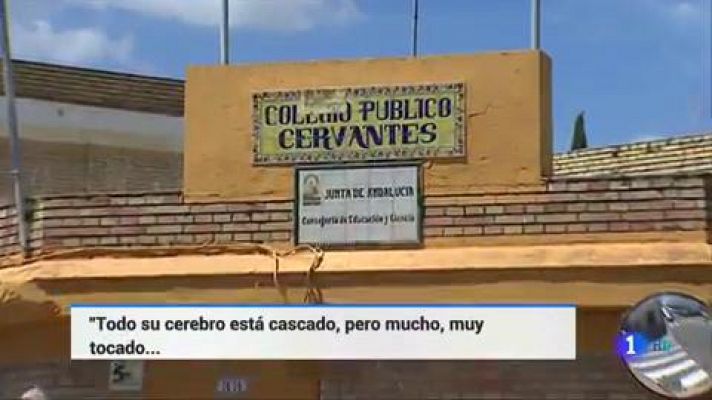 COLEGIO PUBLICO
CERVANTES
JUNTA DE ANDALUCIA
Consejería de Educación y Ciencia
"Todo su cerebro está cascado, pero mucho, muy
tocado...
1